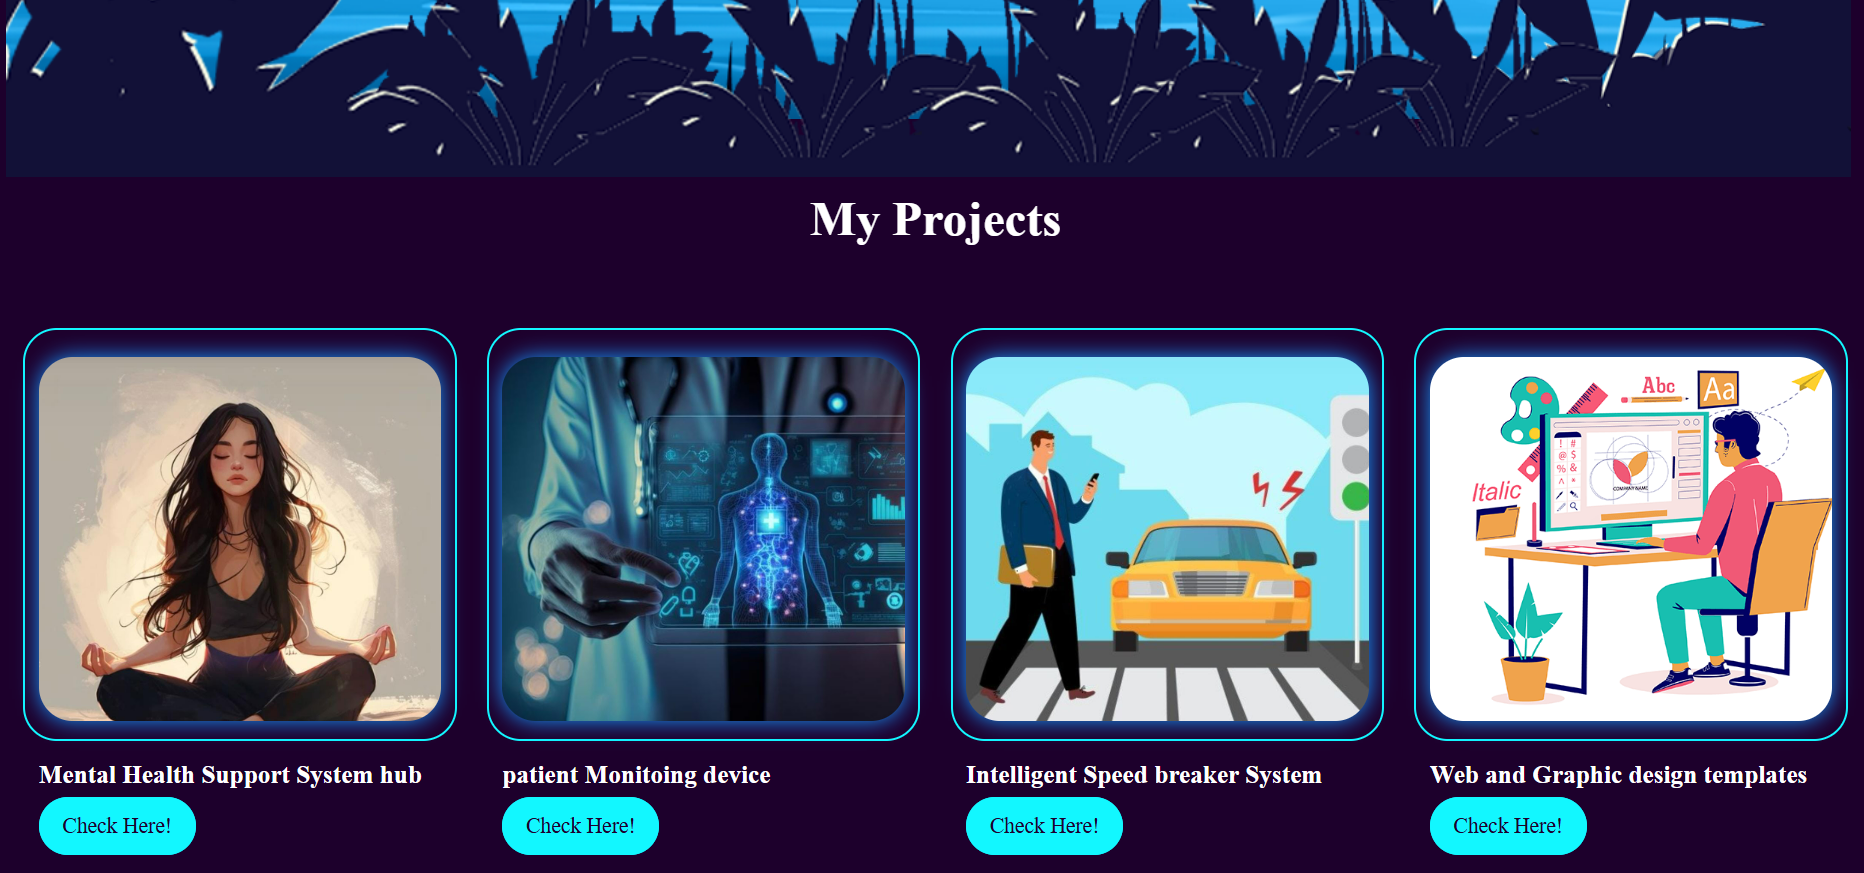 My Projects
Abc
Aa
Italic
COMPANY NAME
Mental Health Support System hub
patient Monitoing device
Intelligent Speed breaker System
Web and Graphic design templates
Check Here!
Check Here!
Check Here!
Check Here!